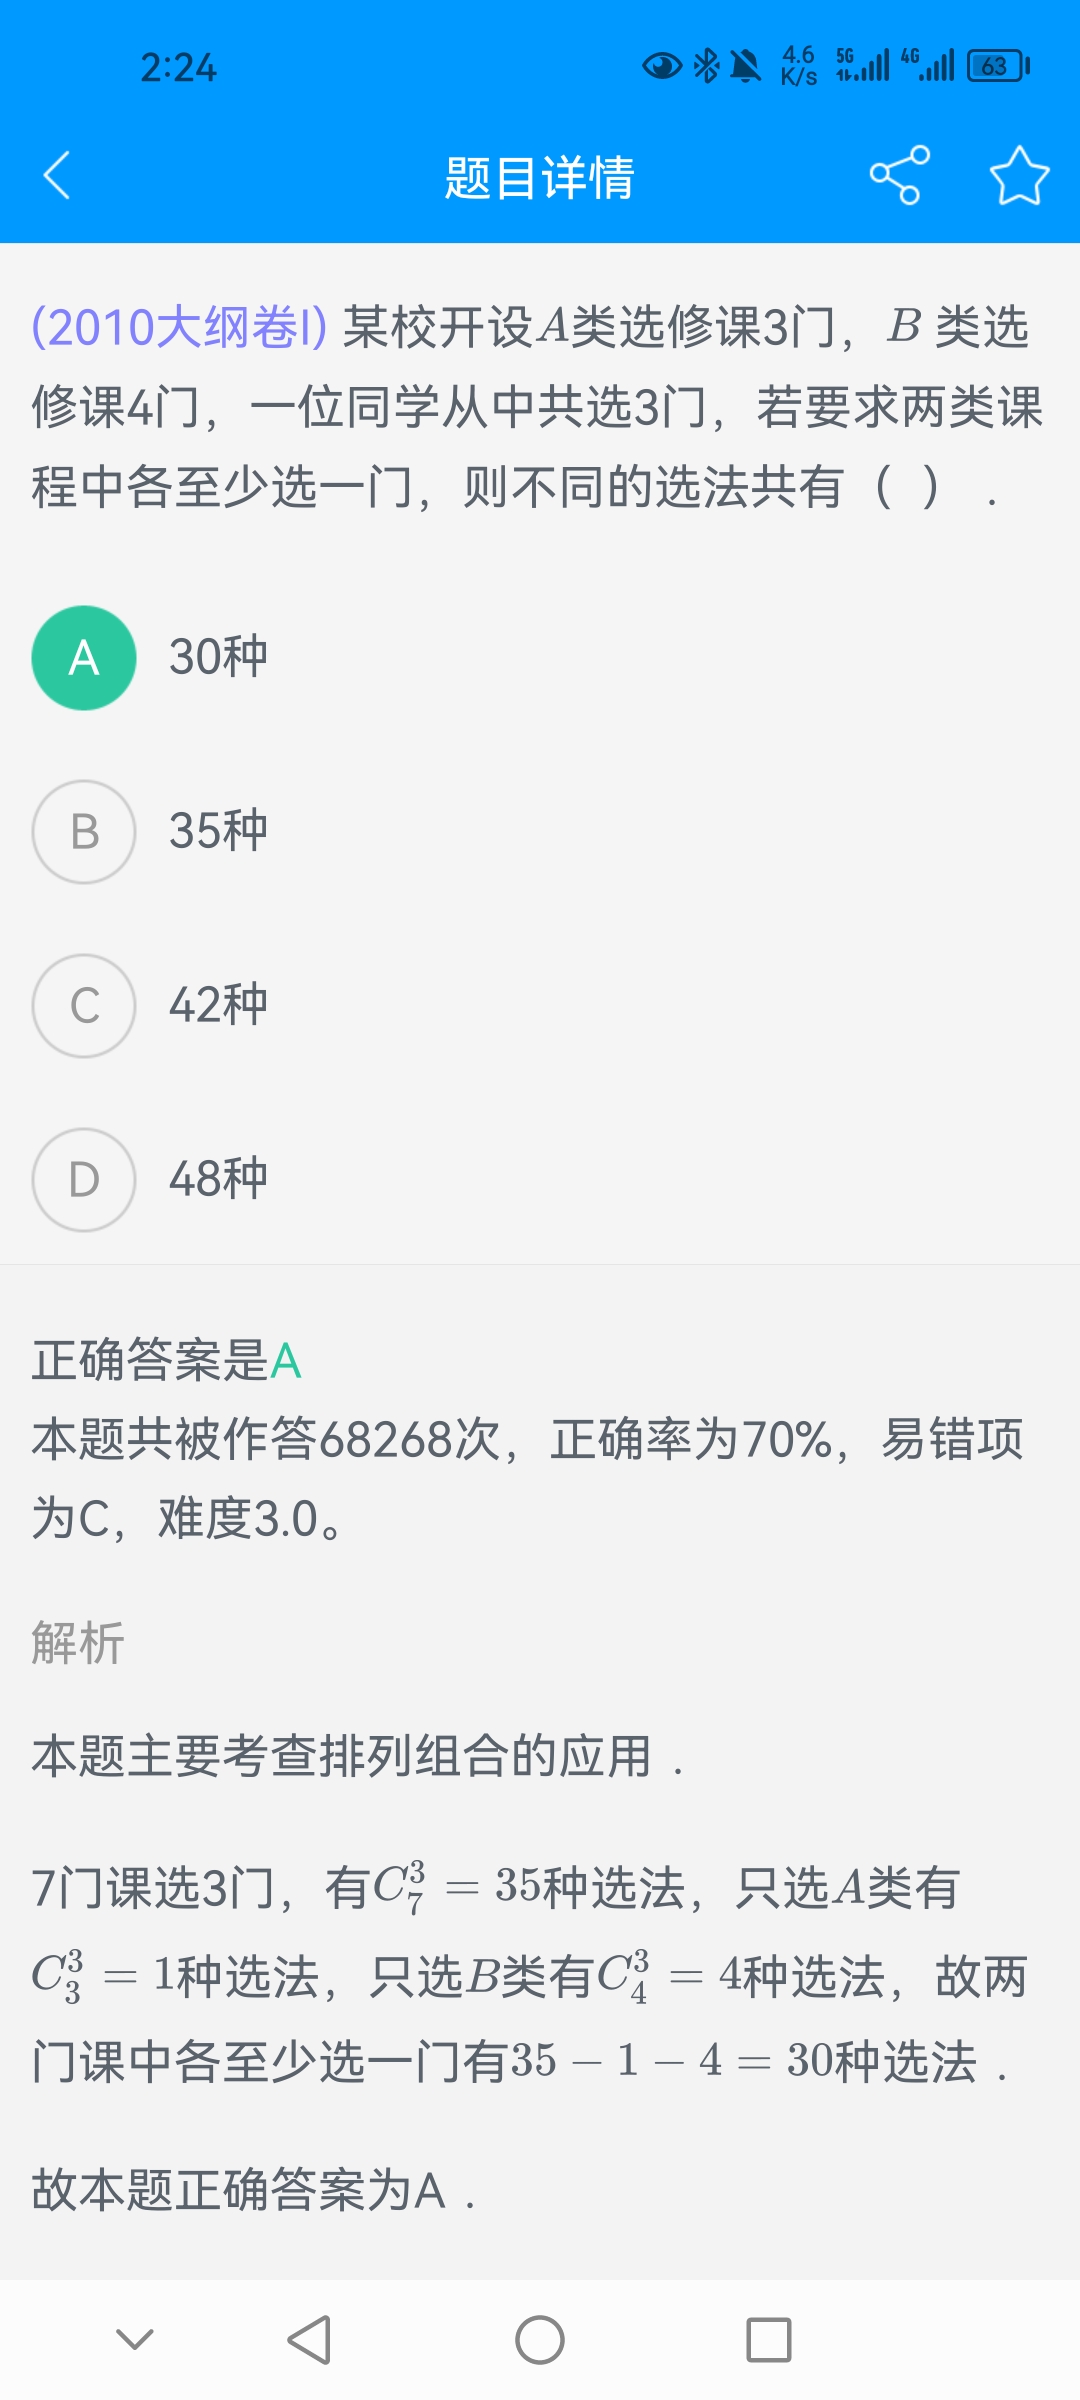 2:24
4.6 K/s 5G 4G 63
题目详情
(2010大纲卷I) 某校开设A类选修课3门，B 类选
修课4门，一位同学从中共选3门，若要求两类课
程中各至少选一门，则不同的选法共有（ ）．
A 30种
B 35种
C 42种
D 48种
正确答案是A
本题共被作答68268次，正确率为70%，易错项
为C，难度3.0。
解析
本题主要考查排列组合的应用．
7门课选3门，有$C_7^3 = 35$种选法，只选A类有
$C_3^3 = 1$种选法，只选B类有$C_4^3 = 4$种选法，故两
门课中各至少选一门有$35 - 1 - 4 = 30$种选法．
故本题正确答案为A．